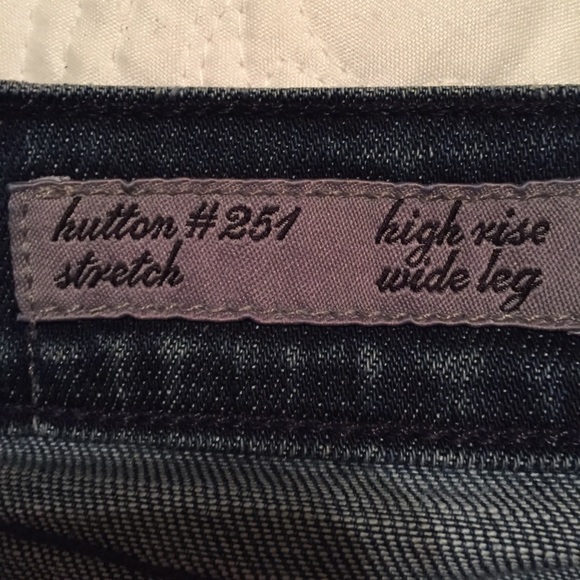 hutton #251
stretch
high rise
wide leg